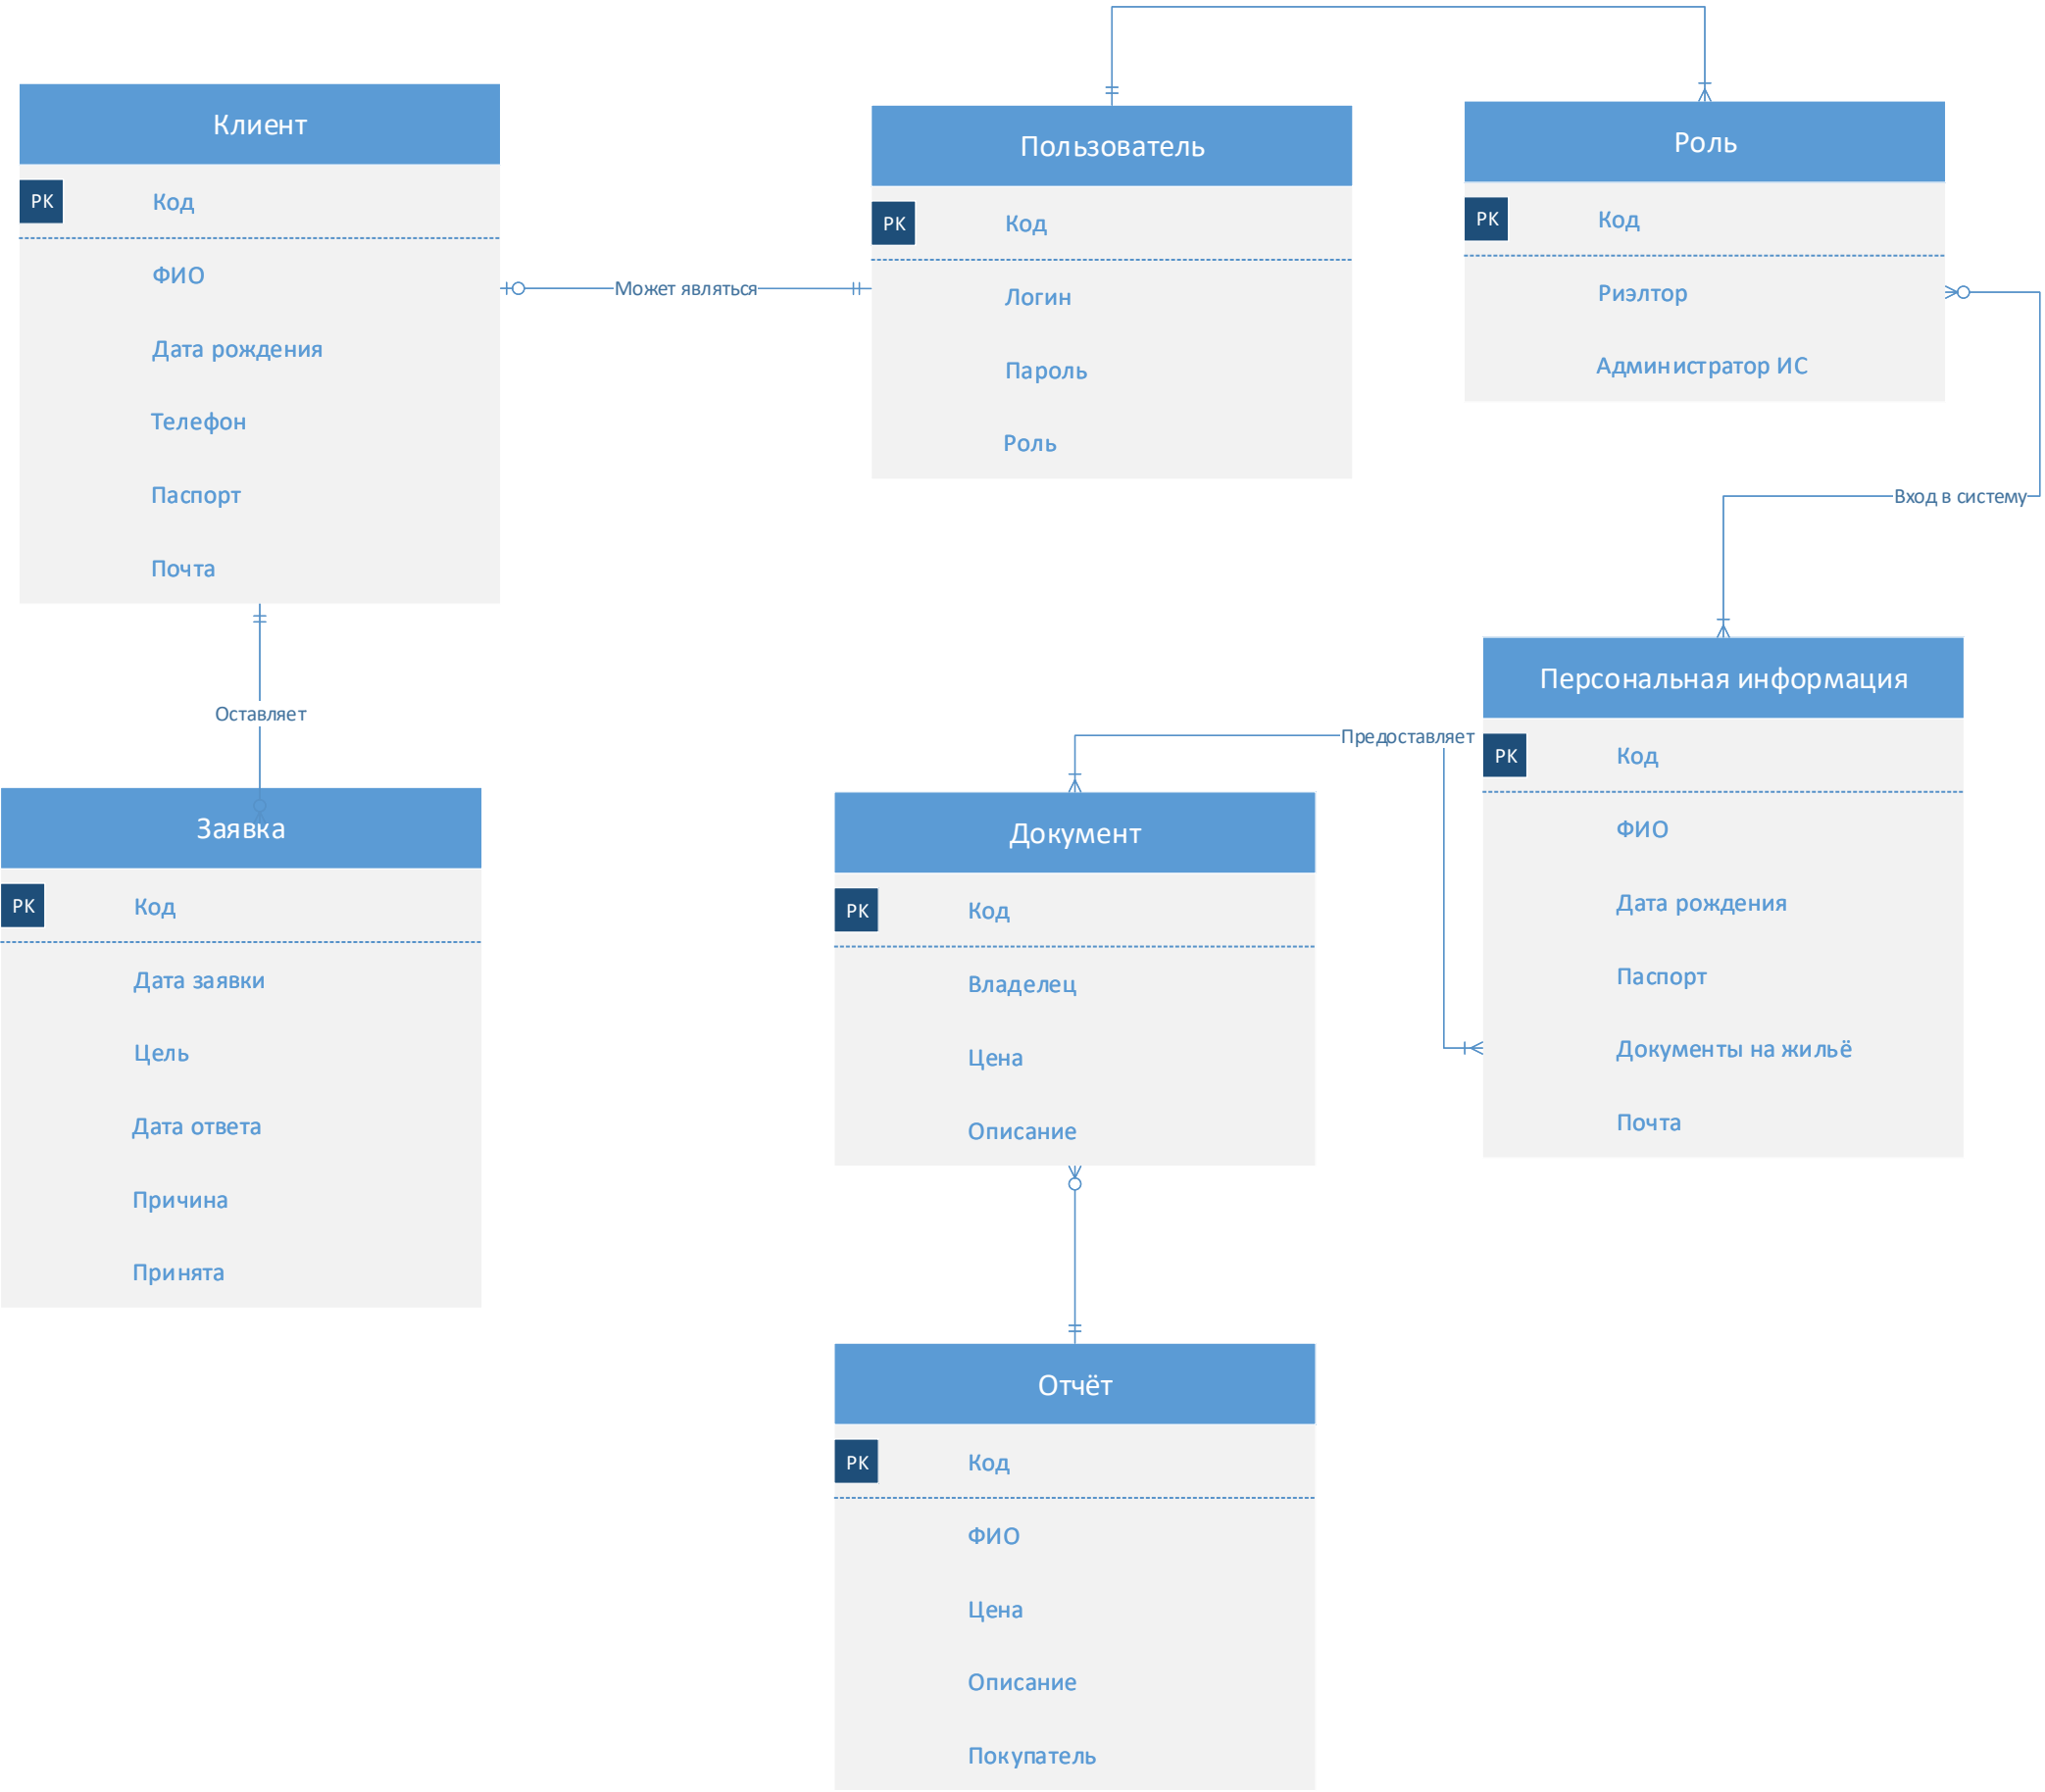 Клиент
PK
Код
ФИО
Дата рождения
Телефон
Паспорт
Почта
Может являться
Пользователь
PK
Код
Логин
Пароль
Роль
Роль
PK
Код
Риэлтор
Администратор ИС
Вход в систему
Оставляет
Заявка
PK
Код
Дата заявки
Цель
Дата ответа
Причина
Принята
Предоставляет
Документ
PK
Код
Владелец
Цена
Описание
Персональная информация
PK
Код
ФИО
Дата рождения
Паспорт
Документы на жильё
Почта
Отчёт
PK
Код
ФИО
Цена
Описание
Покупатель